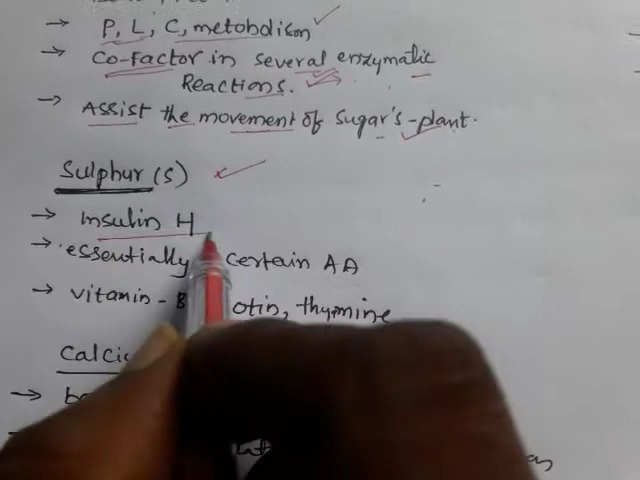 → P, L, C, metobolism
→ Co-factor in several enzymatic
Reactions.
→ Assist the movement of Sugar's-plant.
Sulphur (S)
→ Insulin H
→ essentially certain AA
→ vitamin - B otin, thymine
Calci
→